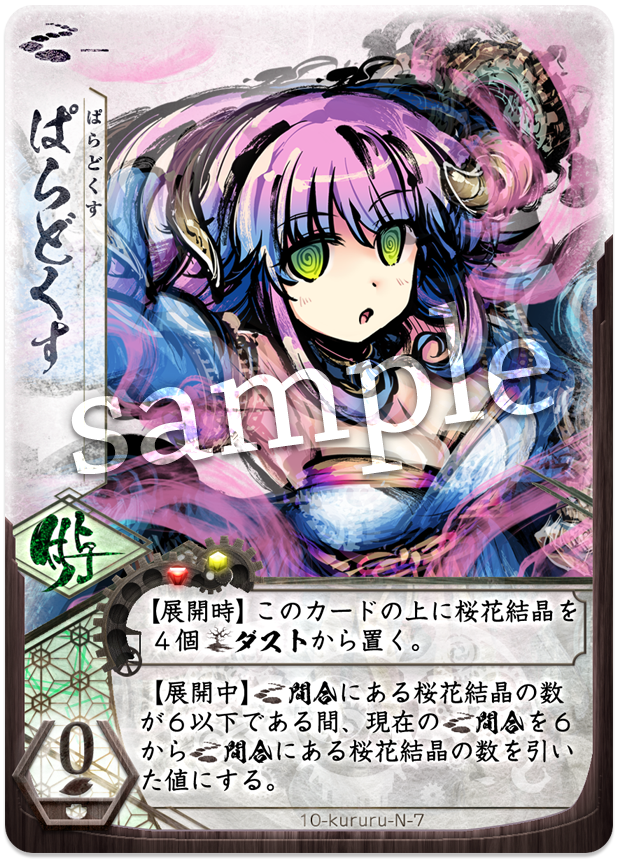 ぱらどくす
ぱらどくす
sample
【展開時】このカードの上に桜花結晶を
4個ダストから置く。
【展開中】間合にある桜花結晶の数
が6以下である間、現在の間合を6
から間合にある桜花結晶の数を引い
た値にする。
0
10-kururu-N-7